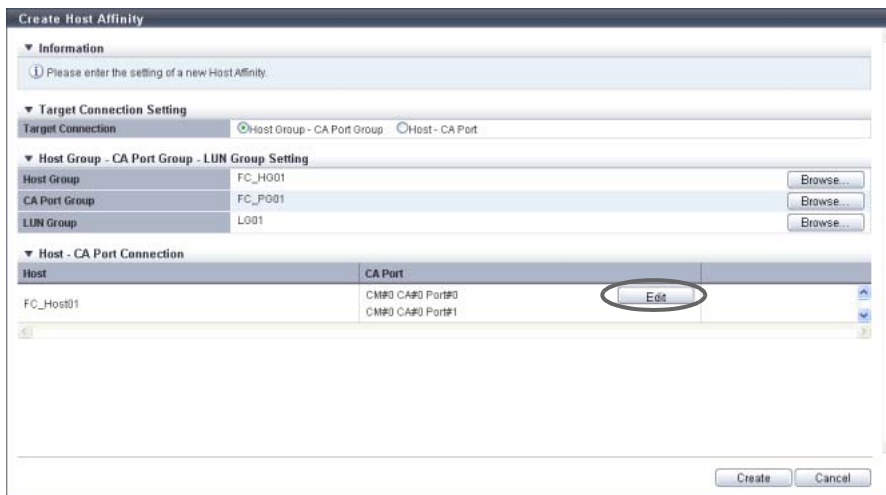 Create Host Affinity
Information
Please enter the setting of a new Host Affinity.
Target Connection Setting
Target Connection Host Group - CA Port Group Host - CA Port
Host Group - CA Port Group - LUN Group Setting
Host Group FC_HG01 Browse...
CA Port Group FC_PG01 Browse...
LUN Group LG01 Browse...
Host - CA Port Connection
Host CA Port
FC_Host01 CM#0 CA#0 Port#0 Edit
CM#0 CA#0 Port#1
Create Cancel